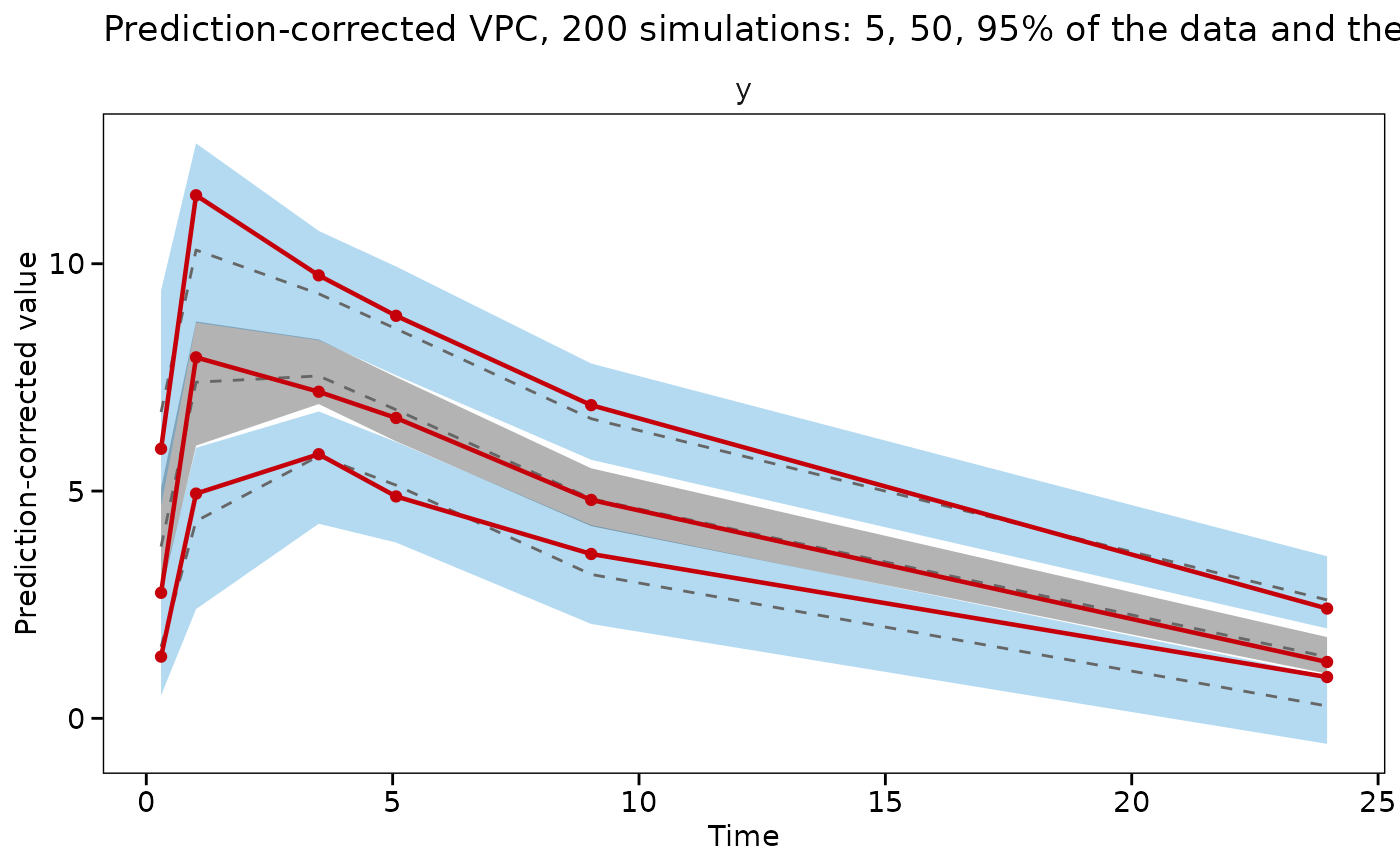 Prediction-corrected VPC, 200 simulations: 5, 50, 95% of the data and the
y
Prediction-corrected value
10
5
0
0 5 10 15 20 25
Time